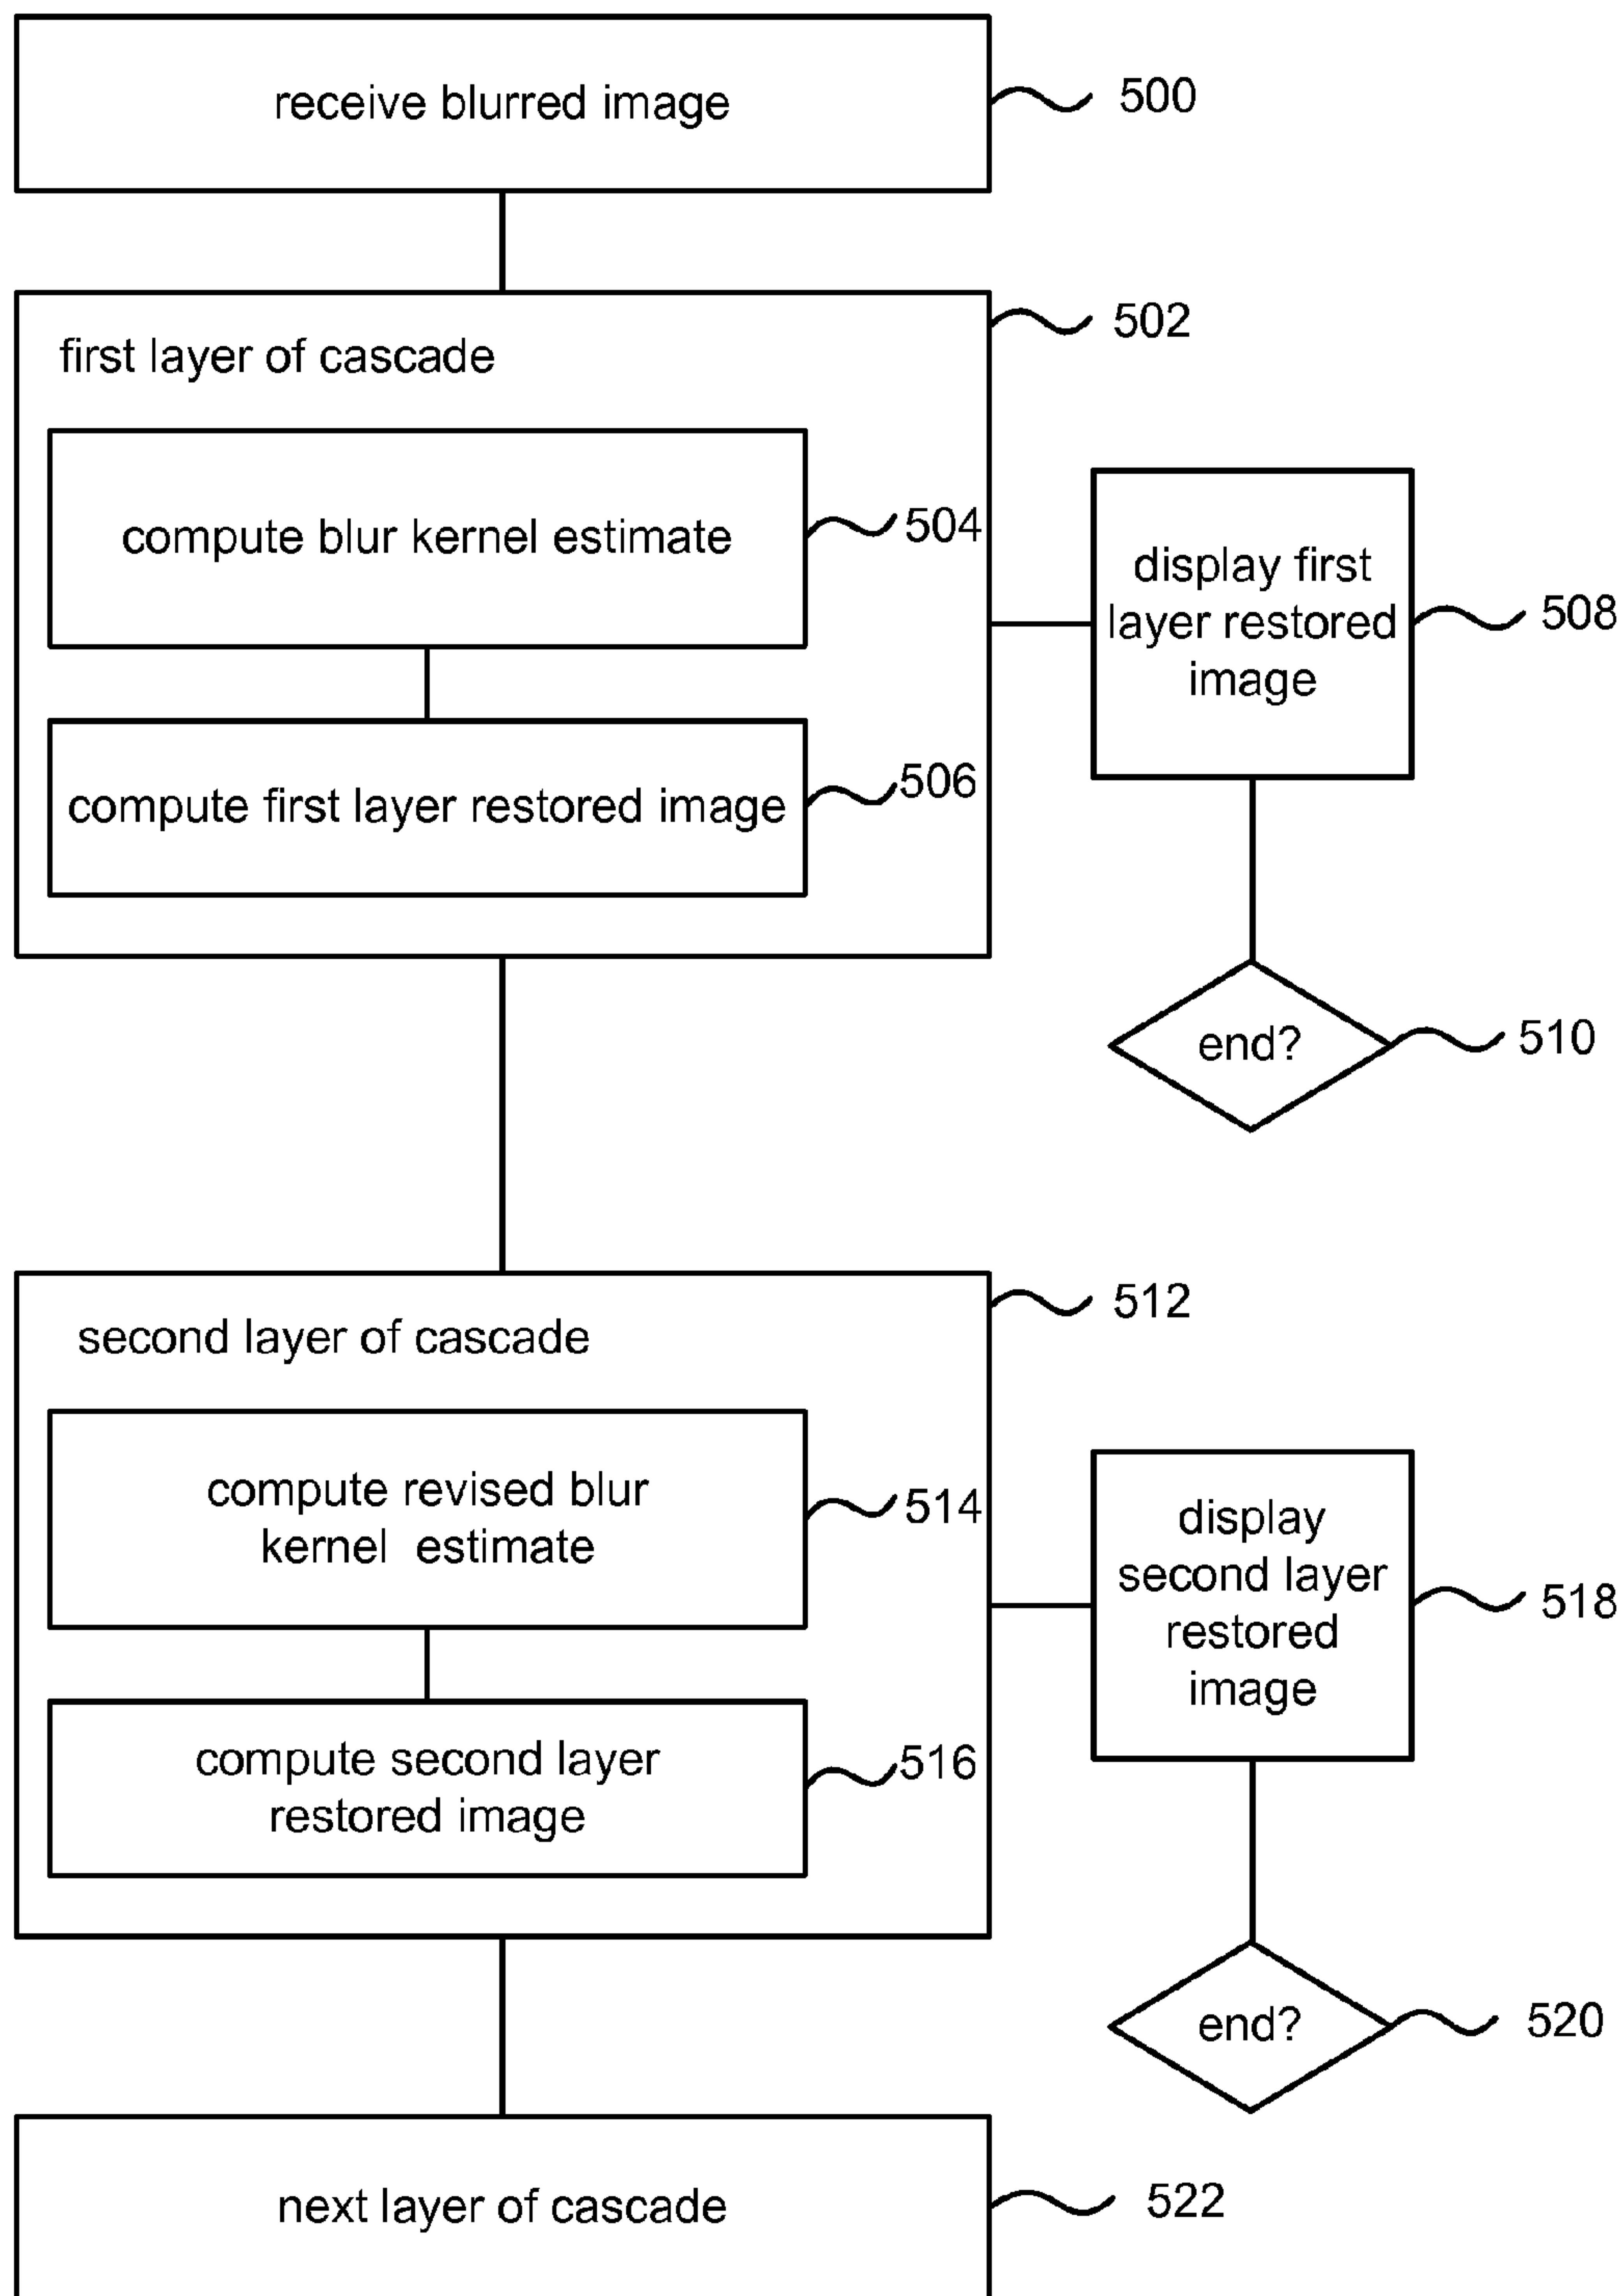 receive blurred image
500
502
first layer of cascade
compute blur kernel estimate
504
display first
layer restored
image
508
compute first layer restored image
506
end?
510
512
second layer of cascade
compute revised blur
kernel estimate
514
display
second layer
restored
image
518
compute second layer
restored image
516
end?
520
next layer of cascade
522